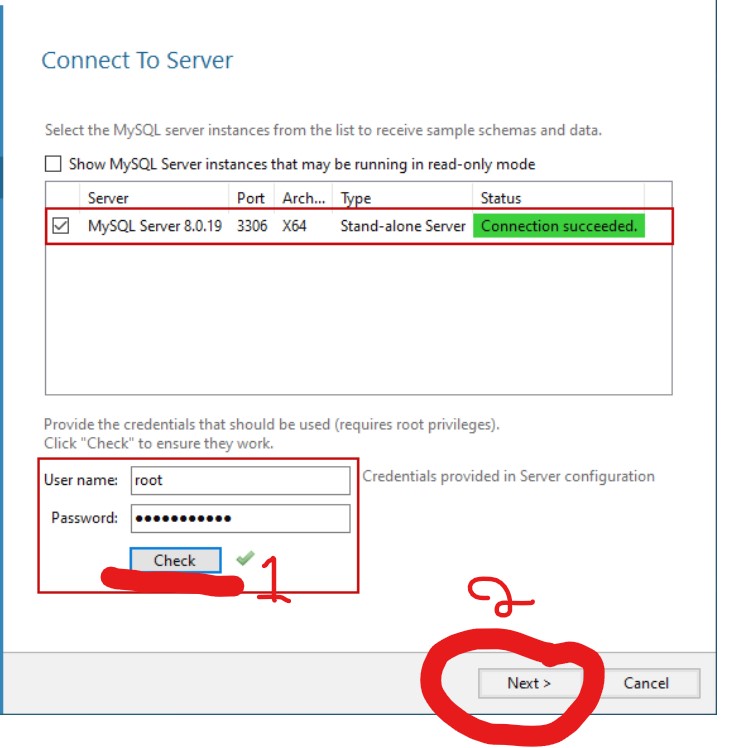 Connect To Server
Select the MySQL server instances from the list to receive sample schemas and data.
Show MySQL Server instances that may be running in read-only mode
Server Port Arch... Type Status
MySQL Server 8.0.19 3306 X64 Stand-alone Server Connection succeeded.
Provide the credentials that should be used (requires root privileges).
Click "Check" to ensure they work.
User name: root Credentials provided in Server configuration
Password: ●●●●●●●●●●●
Check 1
2
Next > Cancel